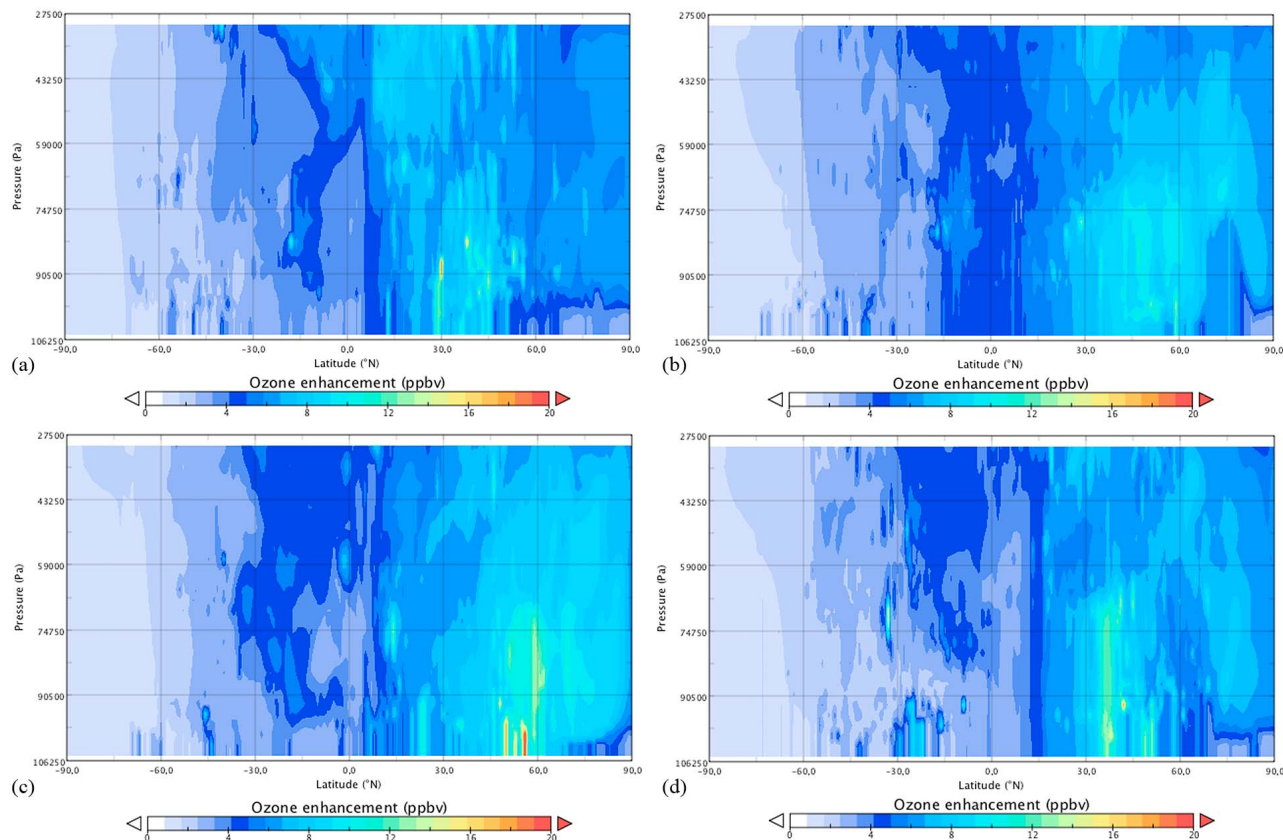 27500
43250
59000
74750
90500
106250
Pressure (Pa)
-90,0 -60,0 -30,0 0,0 30,0 60,0 90,0
Latitude (°N)
(a)
Ozone enhancement (ppbv)
0 4 8 12 16 20
27500
43250
59000
74750
90500
106250
Pressure (Pa)
-90,0 -60,0 -30,0 0,0 30,0 60,0 90,0
Latitude (°N)
(b)
Ozone enhancement (ppbv)
0 4 8 12 16 20
27500
43250
59000
74750
90500
106250
Pressure (Pa)
-90,0 -60,0 -30,0 0,0 30,0 60,0 90,0
Latitude (°N)
(c)
Ozone enhancement (ppbv)
0 4 8 12 16 20
27500
43250
59000
74750
90500
106250
Pressure (Pa)
-90,0 -60,0 -30,0 0,0 30,0 60,0 90,0
Latitude (°N)
(d)
Ozone enhancement (ppbv)
0 4 8 12 16 20